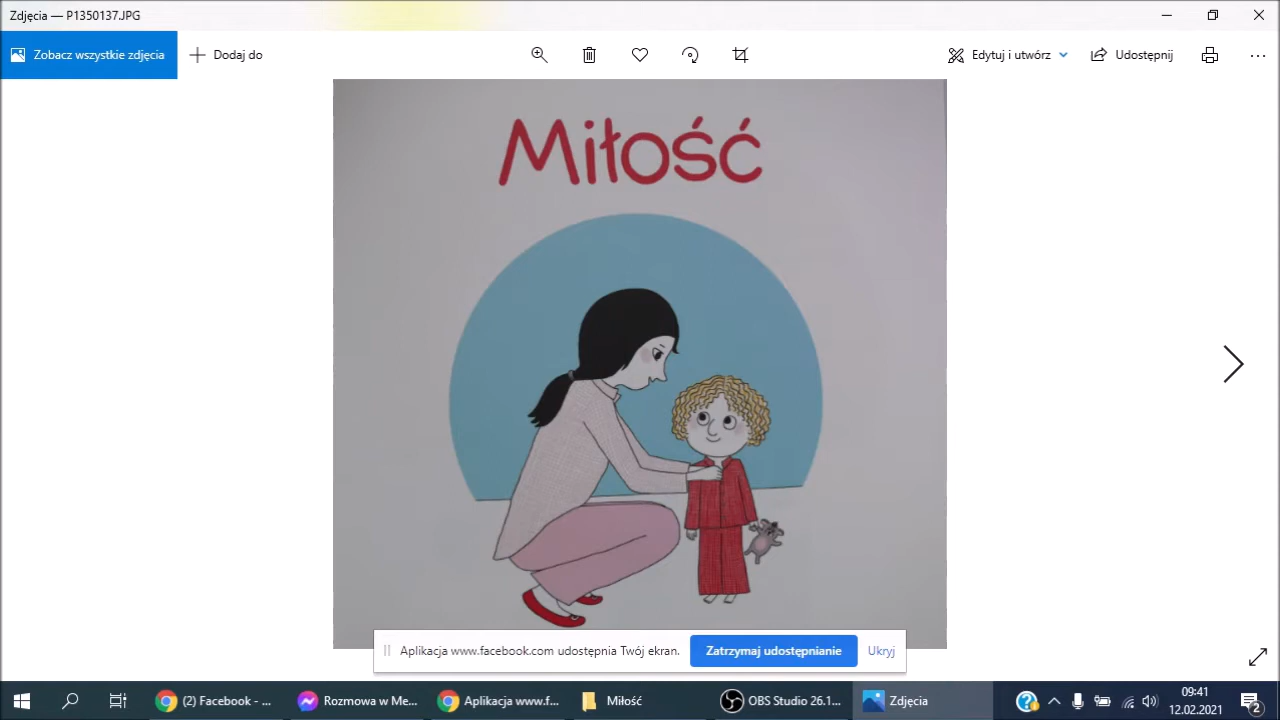 Zdjęcia — P1350137.JPG
Zobacz wszystkie zdjęcia
Dodaj do
Edytuj i utwórz
Udostępnij
Miłość
Aplikacja www.facebook.com udostępnia Twój ekran.
Zatrzymaj udostępnianie
Ukryj
(2) Facebook - ...
Rozmowa w Me...
Aplikacja www.f...
Miłość
OBS Studio 26.1...
Zdjęcia
09:41
12.02.2021
2